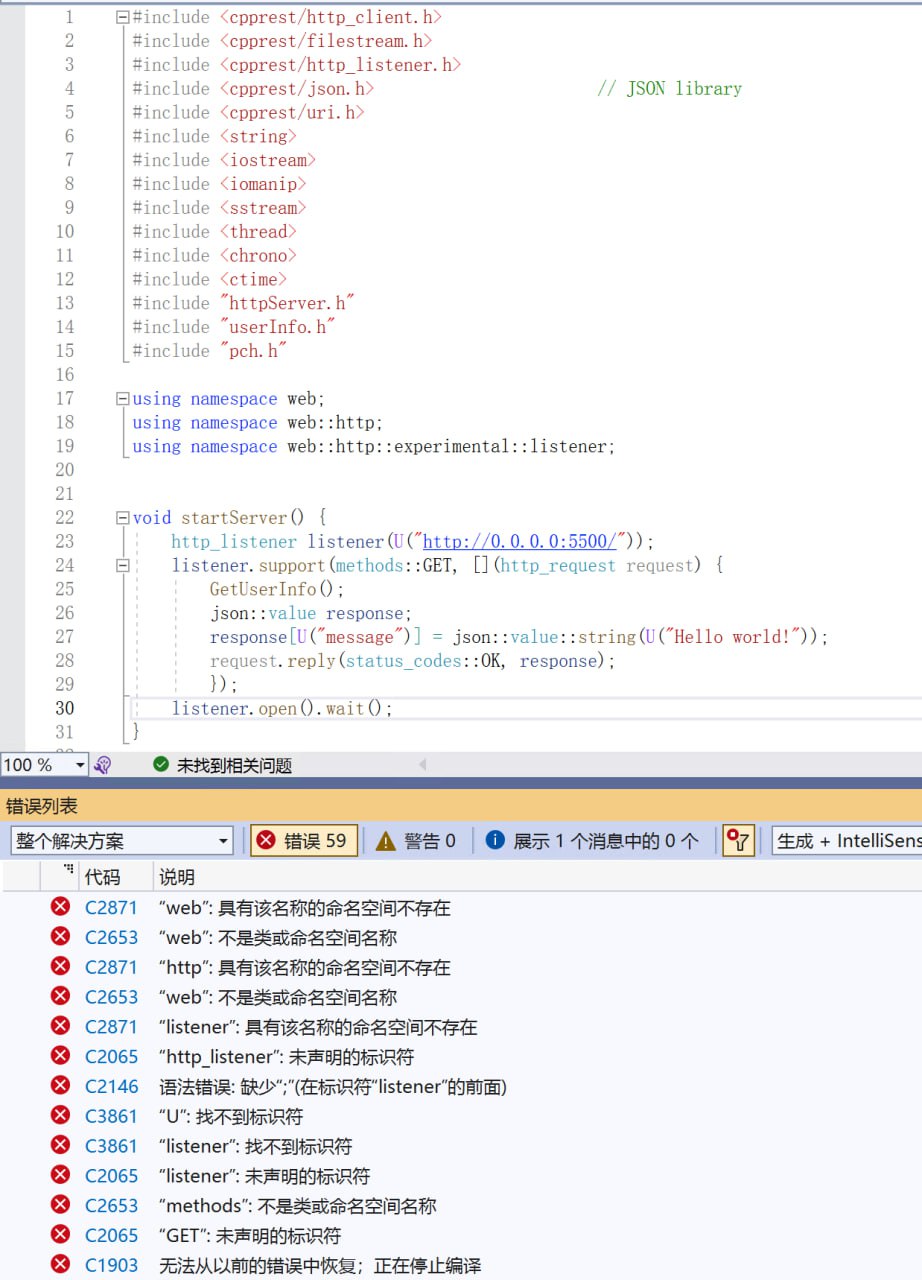 1 #include <cpprest/http_client.h>
2 #include <cpprest/filestream.h>
3 #include <cpprest/http_listener.h>
4 #include <cpprest/json.h> // JSON library
5 #include <cpprest/uri.h>
6 #include <string>
7 #include <iostream>
8 #include <iomanip>
9 #include <sstream>
10 #include <thread>
11 #include <chrono>
12 #include <ctime>
13 #include "httpServer.h"
14 #include "userInfo.h"
15 #include "pch.h"
16
17 using namespace web;
18 using namespace web::http;
19 using namespace web::http::experimental::listener;
20
21
22 void startServer() {
23 http_listener listener(U("http://0.0.0.0:5500/"));
24 listener.support(methods::GET, [](http_request request) {
25 GetUserInfo();
26 json::value response;
27 response[U("message")] = json::value::string(U("Hello world!"));
28 request.reply(status_codes::OK, response);
29 });
30 listener.open().wait();
31 }
100 % 未找到相关问题
错误列表
整个解决方案 错误 59 警告 0 展示 1 个消息中的 0 个 生成 + IntelliSens
代码 说明
C2871 “web”: 具有该名称的命名空间不存在
C2653 “web”: 不是类或命名空间名称
C2871 “http”: 具有该名称的命名空间不存在
C2653 “web”: 不是类或命名空间名称
C2871 “listener”: 具有该名称的命名空间不存在
C2065 “http_listener”: 未声明的标识符
C2146 语法错误: 缺少“;”(在标识符“listener”的前面)
C3861 “U”: 找不到标识符
C3861 “listener”: 找不到标识符
C2065 “listener”: 未声明的标识符
C2653 “methods”: 不是类或命名空间名称
C2065 “GET”: 未声明的标识符
C1903 无法从以前的错误中恢复；正在停止编译